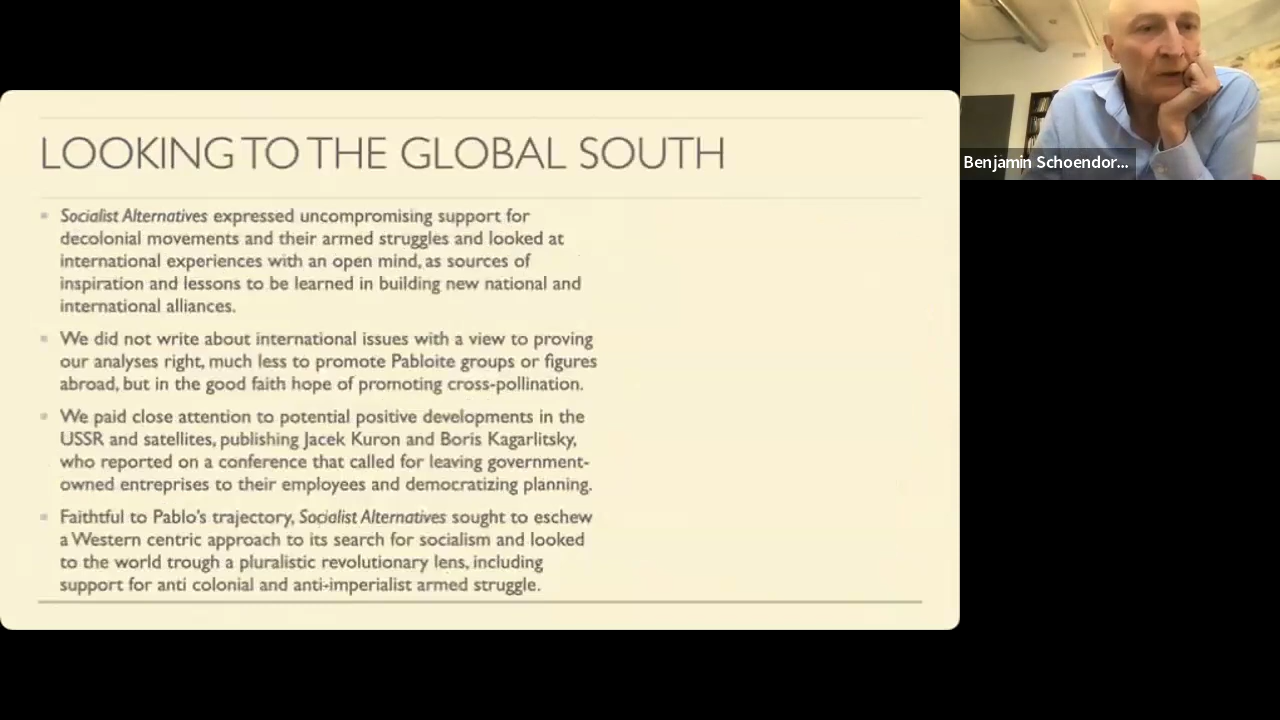 LOOKING TO THE GLOBAL SOUTH
Socialist Alternatives expressed uncompromising support for
decolonial movements and their armed struggles and looked at
international experiences with an open mind, as sources of
inspiration and lessons to be learned in building new national and
international alliances.
We did not write about international issues with a view to proving
our analyses right, much less to promote Pabloite groups or figures
abroad, but in the good faith hope of promoting cross-pollination.
We paid close attention to potential positive developments in the
USSR and satellites, publishing Jacek Kuron and Boris Kagarlitsky,
who reported on a conference that called for leaving government-
owned entreprises to their employees and democratizing planning.
Faithtful to Pablo's trajectory, Socialist Alternatives sought to eschew
a Western centric approach to its search for socialism and looked
to the world trough a pluralistic revolutionary lens, including
support for anti colonial and anti-imperialist armed struggle.
Benjamin Schoendor...